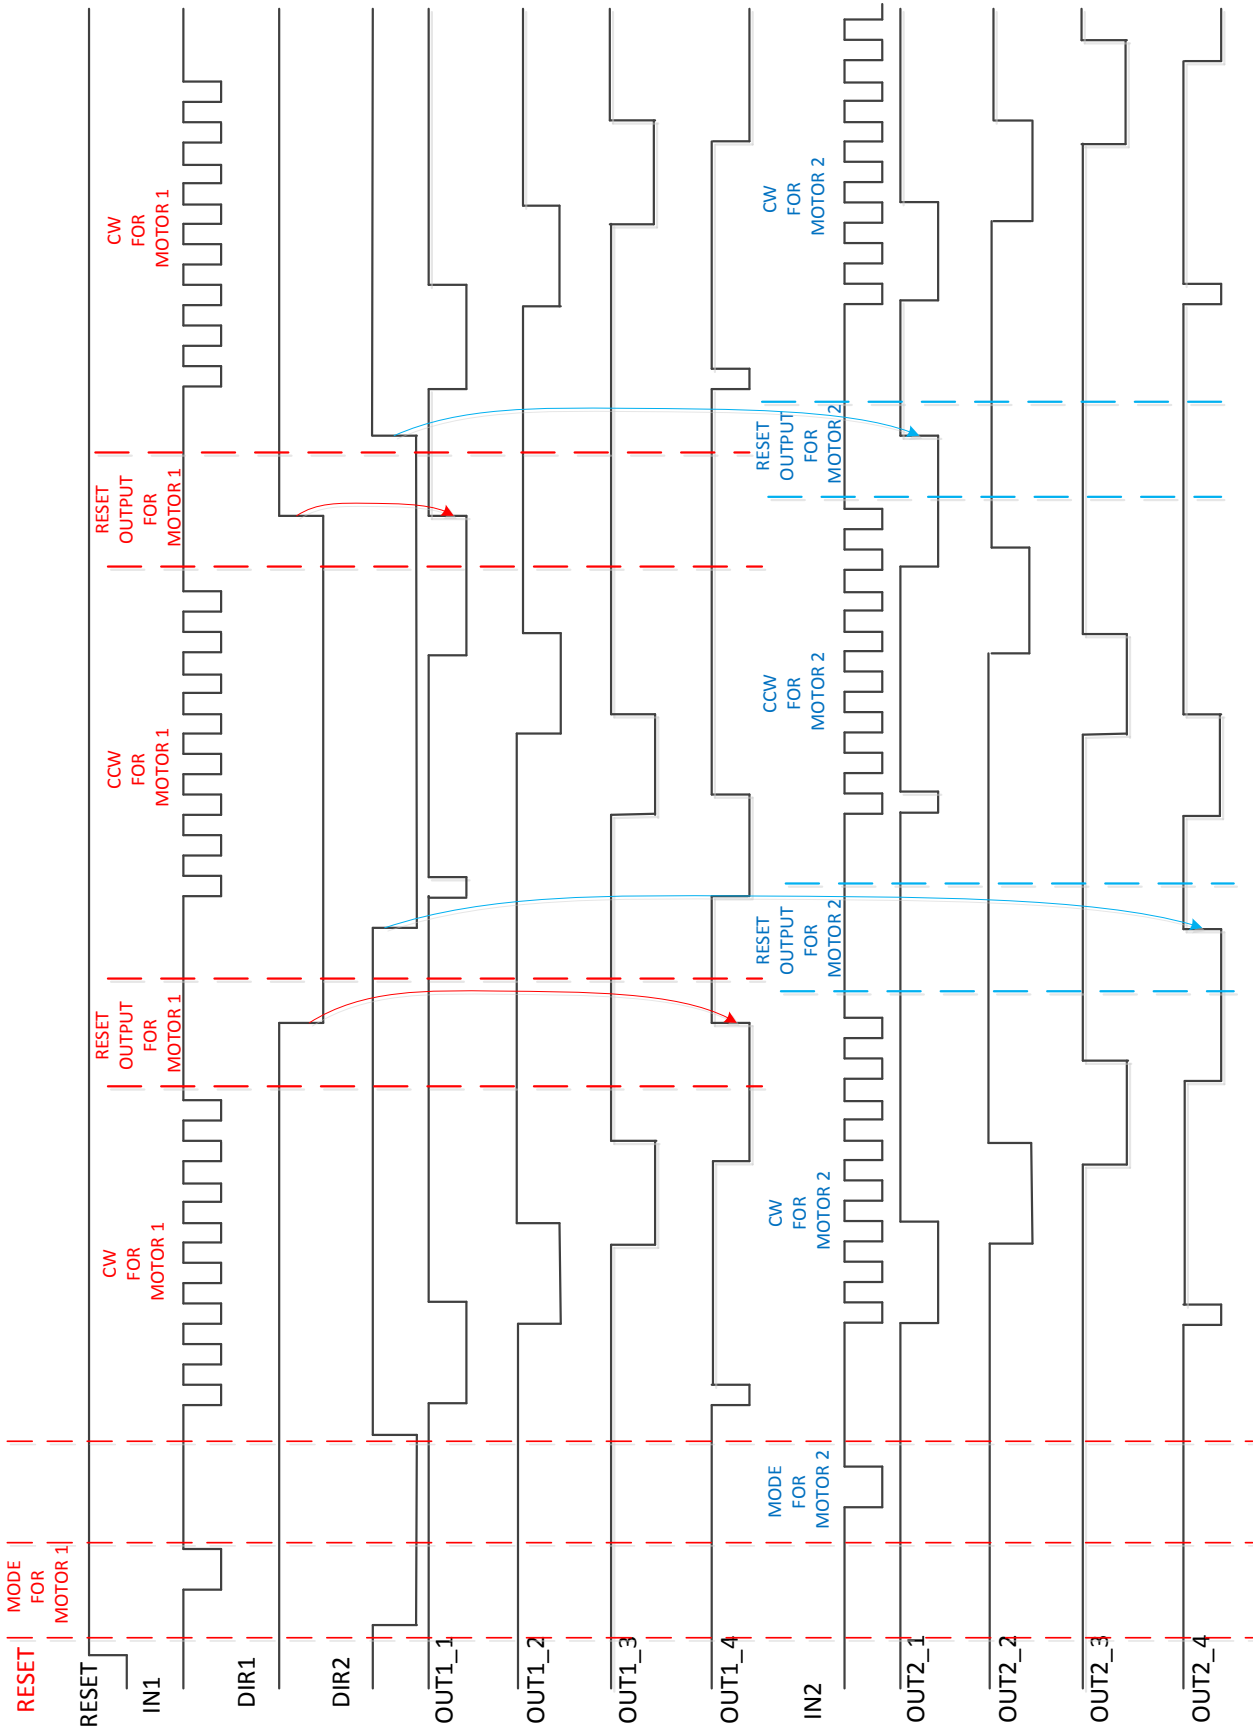 RESET
MODE
FOR
MOTOR 1
RESET
CW
FOR
MOTOR 1
RESET
OUTPUT
FOR
MOTOR 1
CCW
FOR
MOTOR 1
RESET
OUTPUT
FOR
MOTOR 1
CW
FOR
MOTOR 1
IN1
DIR1
DIR2
OUT1_1
OUT1_2
OUT1_3
OUT1_4
MODE
FOR
MOTOR 2
CW
FOR
MOTOR 2
RESET
OUTPUT
FOR
MOTOR 2
CCW
FOR
MOTOR 2
RESET
OUTPUT
FOR
MOTOR 2
CW
FOR
MOTOR 2
IN2
OUT2_1
OUT2_2
OUT2_3
OUT2_4